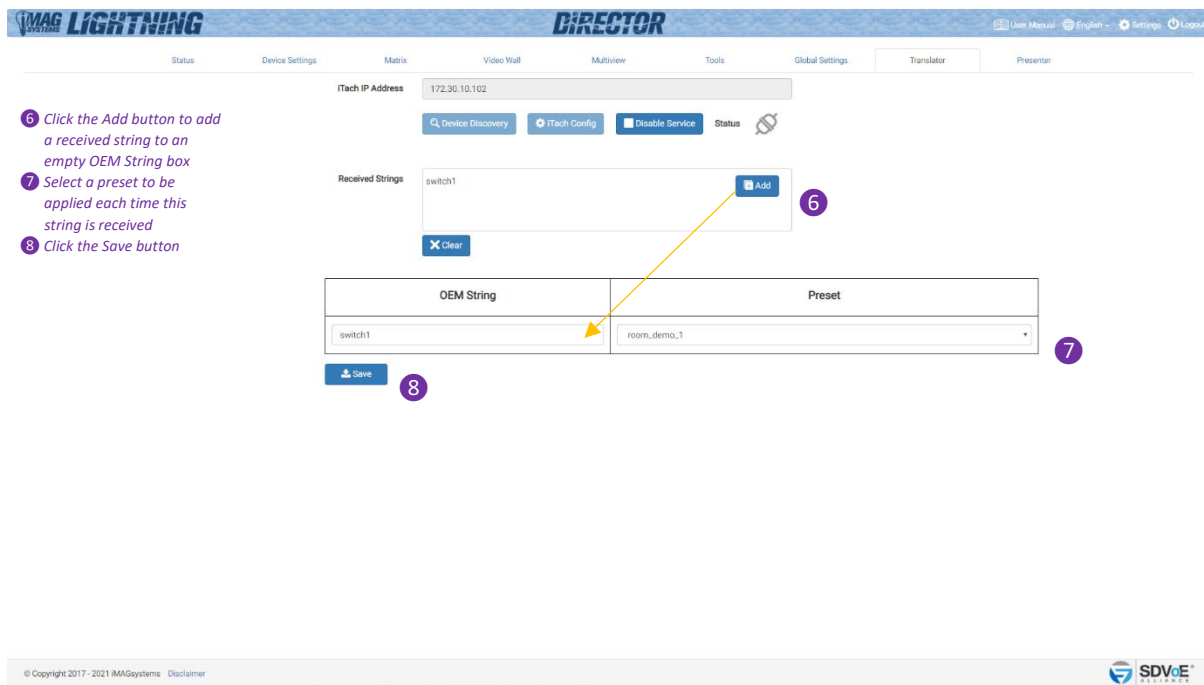 iMAG SYSTEMS LIGHTNING
DIRECTOR
User Manual English Settings Logout
Status Device Settings Matrix Video Wall Multiview Tools Global Settings Translator Presenter
iTach IP Address 172.30.10.102
Device Discovery iTach Config Disable Service Status
6 Click the Add button to add
a received string to an
empty OEM String box
7 Select a preset to be
applied each time this
string is received
8 Click the Save button
Received Strings switch1 Add
6
Clear
OEM String Preset
switch1 room_demo_1
7
Save
8
© Copyright 2017 - 2021 iMAGsystems Disclaimer
SDVoE
ALLIANCE